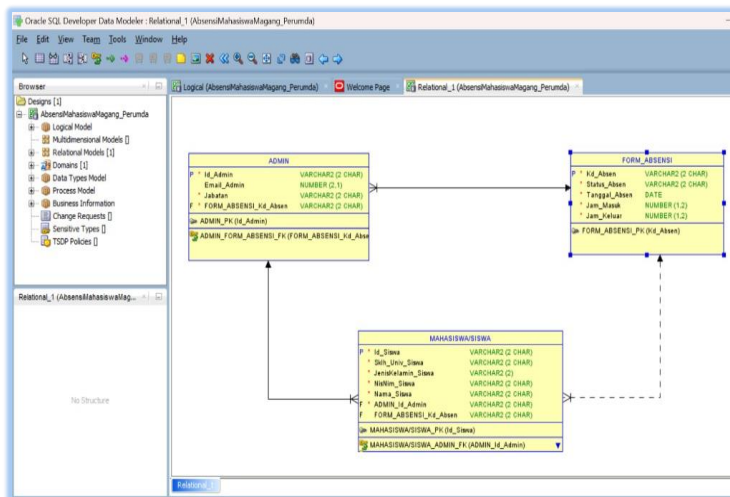 Oracle SQL Developer Data Modeler : Relational_1 (AbsensiMahasiswaMagang_Perumda)
File Edit View Team Tools Window Help
Browser
Designs [1]
AbsensiMahasiswaMagang_Perumda
Logical Model
Multidimensional Models []
Relational Models [1]
Domains [1]
Data Types Model
Process Model
Business Information
Change Requests []
Sensitive Types []
TSDP Policies []
Relational_1 (AbsensiMahasiswaMag...
No Structure
Logical (AbsensiMahasiswaMagang_Perumda)
Welcome Page
Relational_1 (AbsensiMahasiswaMagang_Perumda)
ADMIN
P * Id_Admin VARCHAR2 (2 CHAR)
Email_Admin NUMBER (2,1)
* Jabatan VARCHAR2 (2 CHAR)
F * FORM_ABSENSI_Kd_Absen VARCHAR2 (2 CHAR)
ADMIN_PK (Id_Admin)
ADMIN_FORM_ABSENSI_FK (FORM_ABSENSI_Kd_Abse
FORM_ABSENSI
P * Kd_Absen VARCHAR2 (2 CHAR)
* Status_Absen VARCHAR2 (2 CHAR)
* Tanggal_Absen DATE
* Jam_Masuk NUMBER (1,2)
* Jam_Keluar NUMBER (1,2)
FORM_ABSENSI_PK (Kd_Absen)
MAHASISWA/SISWA
P * Id_Siswa VARCHAR2 (2 CHAR)
* Sklh_Univ_Siswa VARCHAR2 (2 CHAR)
* JenisKelamin_Siswa VARCHAR2 (2)
* NisNim_Siswa VARCHAR2 (2 CHAR)
* Nama_Siswa VARCHAR2 (2 CHAR)
F * ADMIN_Id_Admin VARCHAR2 (2 CHAR)
F FORM_ABSENSI_Kd_Absen VARCHAR2 (2 CHAR)
MAHASISWA/SISWA_PK (Id_Siswa)
MAHASISWA/SISWA_ADMIN_FK (ADMIN_Id_Admin)